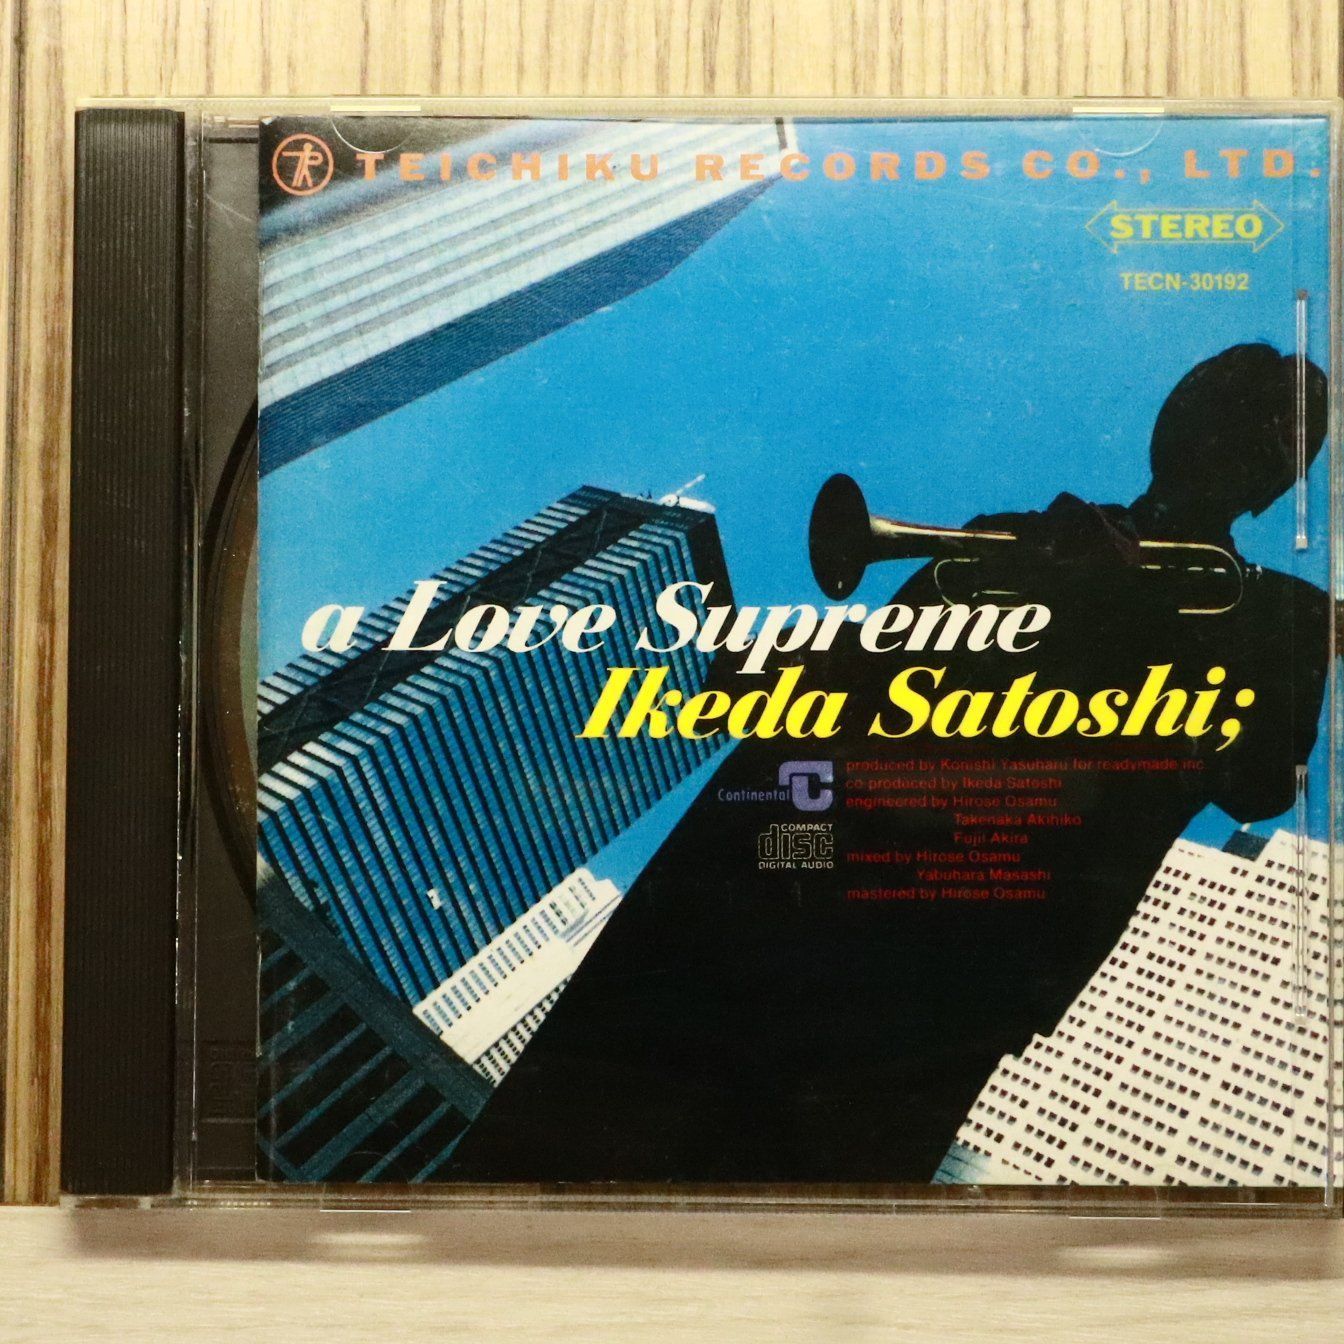 TEICHIKU RECORDS CO., LTD.
STEREO
TECN-30192
a Love Supreme
Ikeda Satoshi;
Continental
COMPACT
disc
DIGITAL AUDIO
produced by Konishi Yasuharu for readymade inc.
co-produced by Ikeda Satoshi
engineered by Hirose Osamu
Takenaka Akihiko
Fujii Akira
mixed by Hirose Osamu
Yabuhara Masashi
mastered by Hirose Osamu